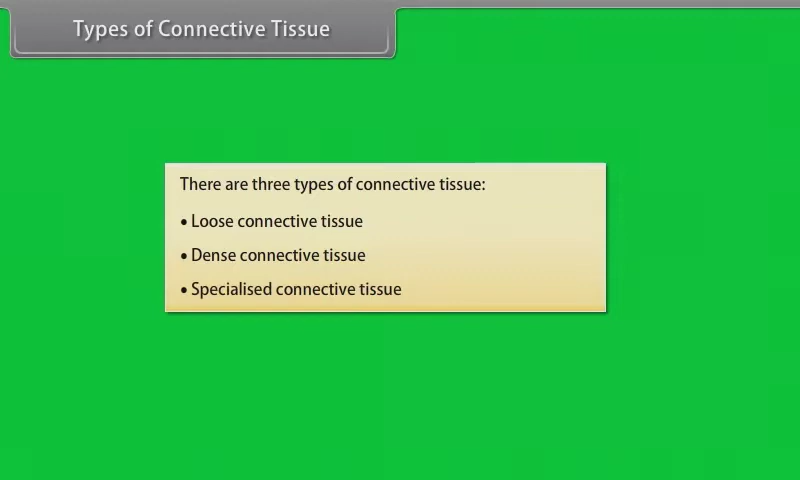 Types of Connective Tissue
There are three types of connective tissue:
• Loose connective tissue
• Dense connective tissue
• Specialised connective tissue